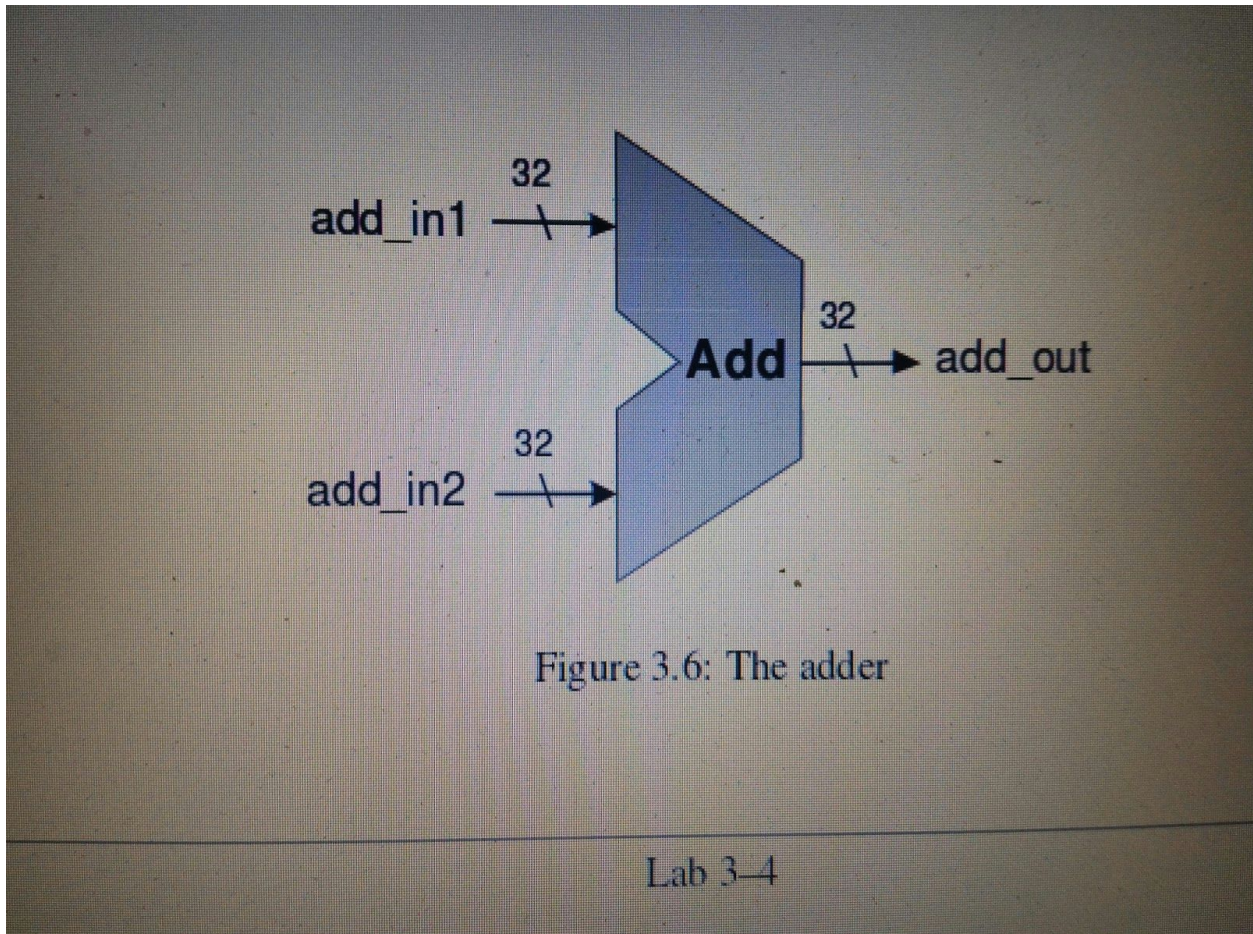 32
add_in1
32
Add
add_out
32
add_in2
Figure 3.6: The adder
Lab 3–4